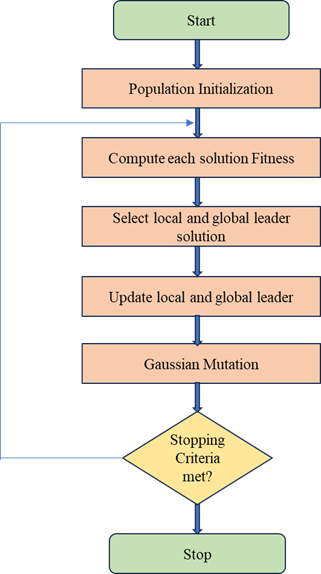 Start
Population Initialization
Compute each solution Fitness
Select local and global leader
solution
Update local and global leader
Gaussian Mutation
Stopping
Criteria
met?
Stop